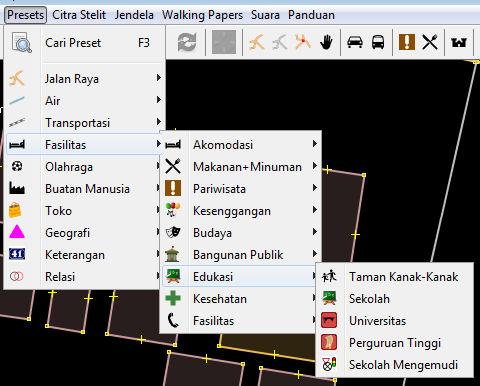 Presets Citra Stelit Jendela Walking Papers Suara Panduan
Cari Preset F3
Jalan Raya
Air
Transportasi
Fasilitas
Olahraga
Buatan Manusia
Toko
Geografi
41 Keterangan
Relasi
Akomodasi
Makanan+Minuman
Pariwisata
Kesenggangan
Budaya
Bangunan Publik
Edukasi
Kesehatan
Fasilitas
Taman Kanak-Kanak
Sekolah
Universitas
Perguruan Tinggi
Sekolah Mengemudi